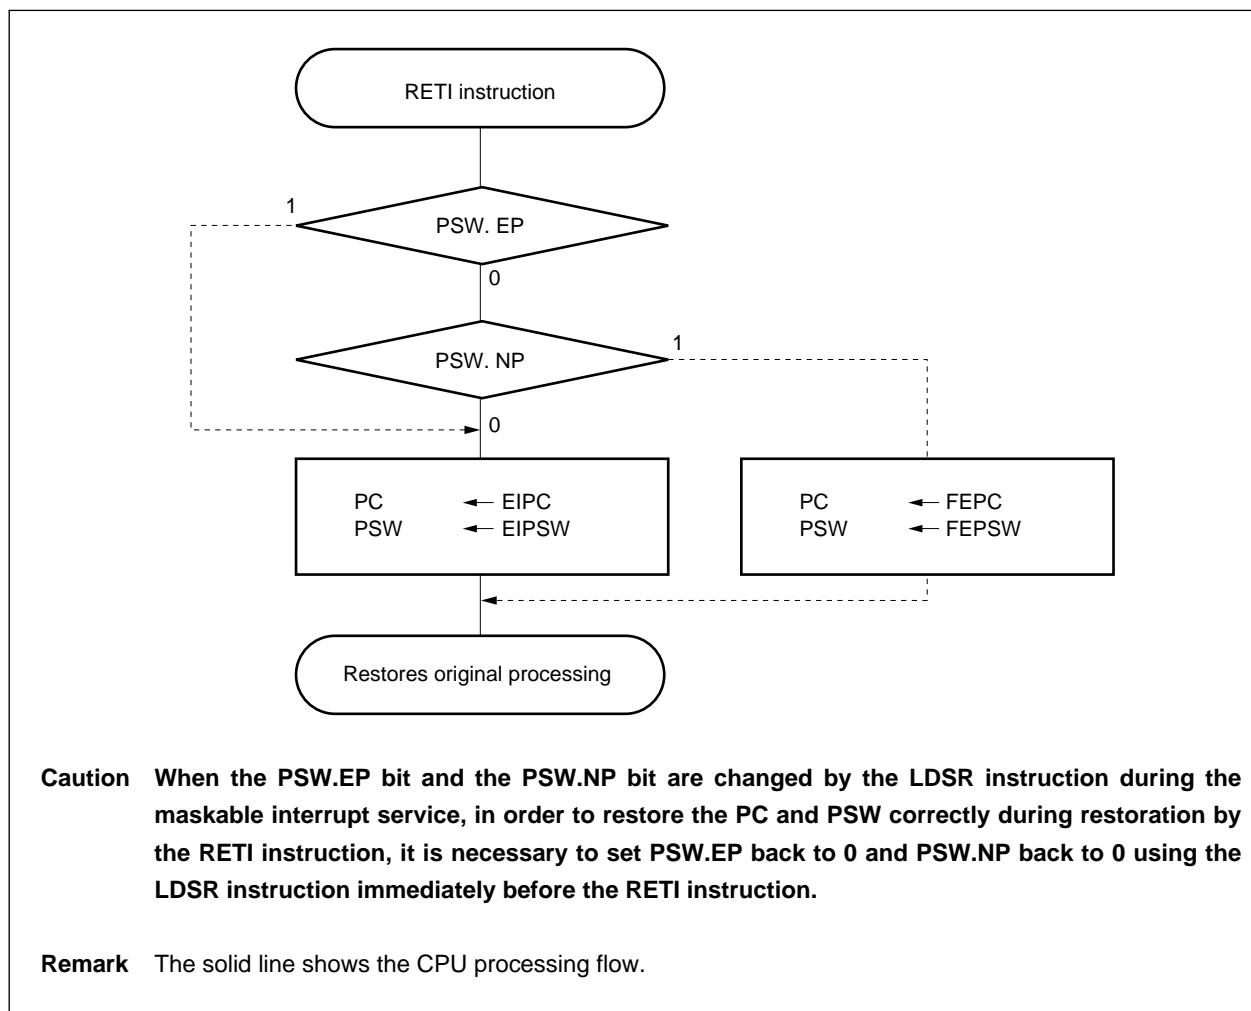 RETI instruction
1
PSW. EP
0
PSW. NP
1
0
PC ← EIPC
PSW ← EIPSW
PC ← FEPC
PSW ← FEPSW
Restores original processing
Caution When the PSW.EP bit and the PSW.NP bit are changed by the LDSR instruction during the
maskable interrupt service, in order to restore the PC and PSW correctly during restoration by
the RETI instruction, it is necessary to set PSW.EP back to 0 and PSW.NP back to 0 using the
LDSR instruction immediately before the RETI instruction.
Remark The solid line shows the CPU processing flow.